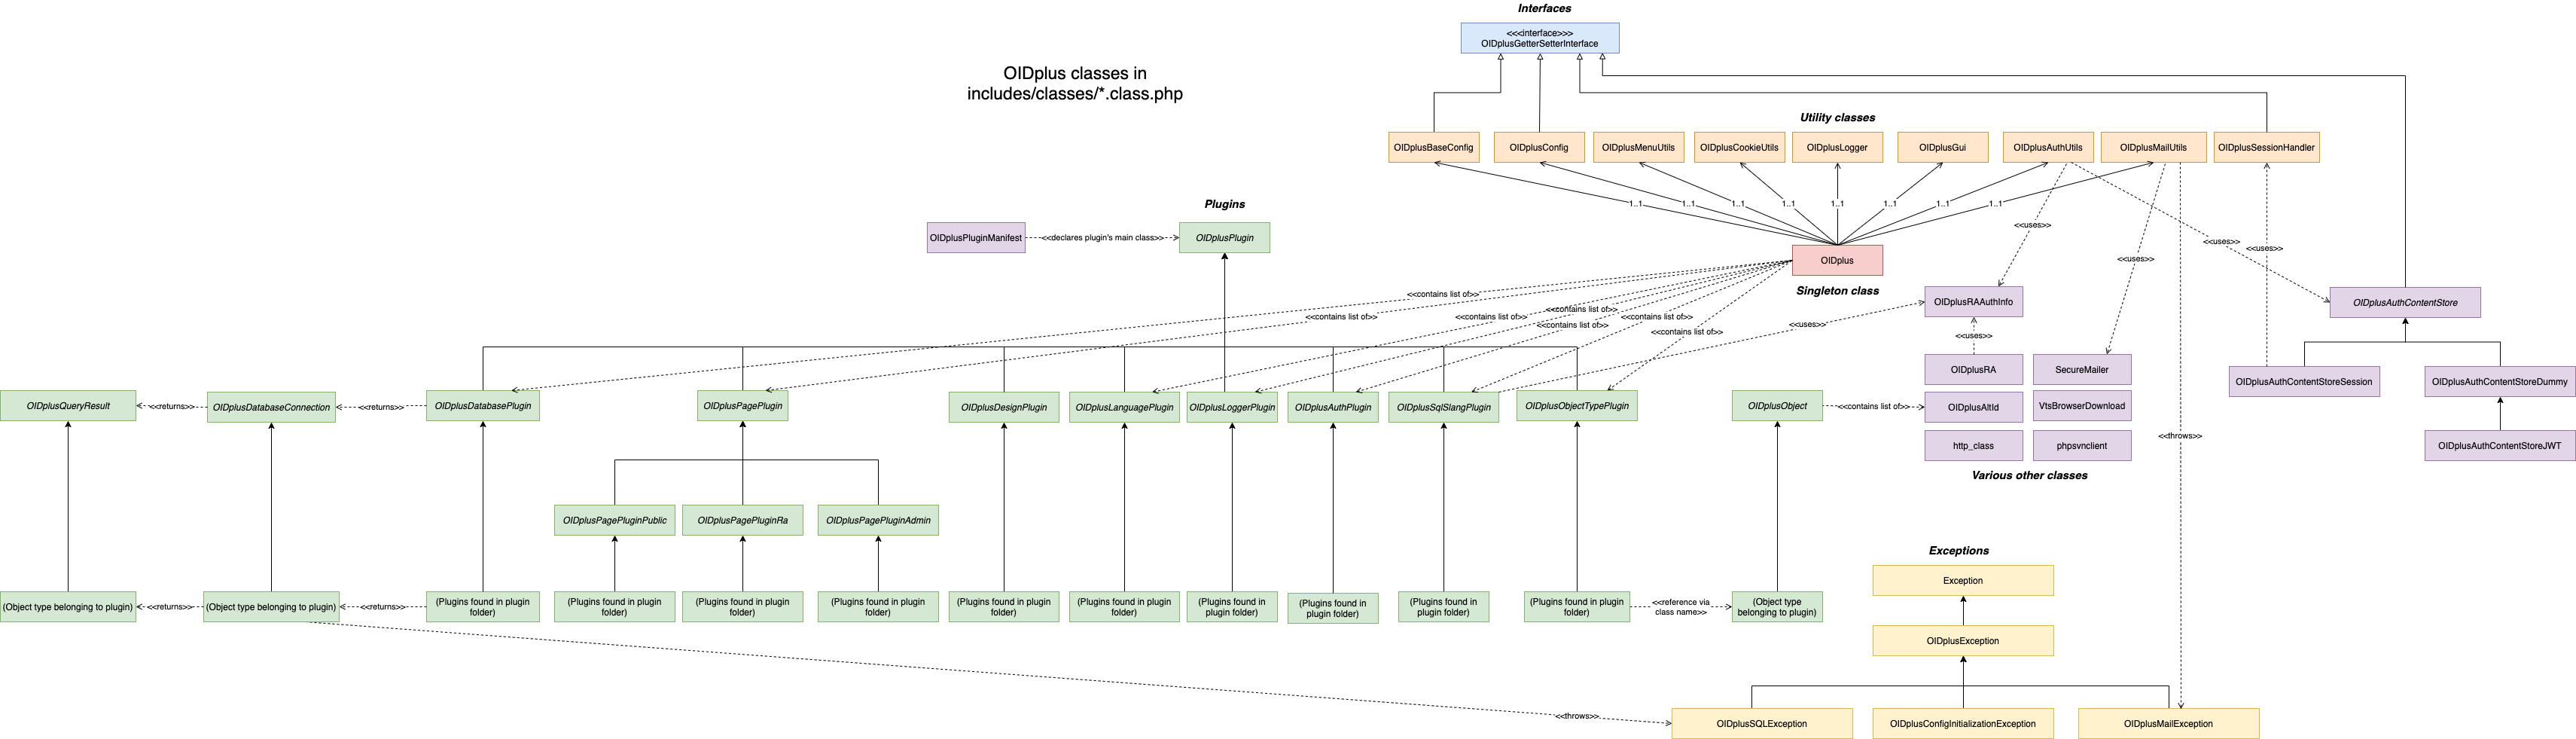 Interfaces
<<<interface>>>
OIDplusGetterSetterInterface
OIDplus classes in
includes/classes/*.class.php
Utility classes
OIDplusBaseConfig
OIDplusConfig
OIDplusMenuUtils
OIDplusCookieUtils
OIDplusLogger
OIDplusGui
OIDplusAuthUtils
OIDplusMailUtils
OIDplusSessionHandler
1..1
1..1
1..1
1..1
1..1
1..1
1..1
1..1
Plugins
OIDplusPluginManifest
<<declares plugin's main class>>
OIDplusPlugin
<<uses>>
<<uses>>
<<uses>>
<<uses>>
OIDplus
Singleton class
<<contains list of>>
<<contains list of>>
<<contains list of>>
<<contains list of>>
<<contains list of>>
<<contains list of>>
<<contains list of>>
<<uses>>
OIDplusRAAuthInfo
OIDplusAuthContentStore
<<uses>>
OIDplusRA
SecureMailer
OIDplusAuthContentStoreSession
OIDplusAuthContentStoreDummy
OIDplusQueryResult
<<returns>>
OIDplusDatabaseConnection
<<returns>>
OIDplusDatabasePlugin
OIDplusPagePlugin
OIDplusDesignPlugin
OIDplusLanguagePlugin
OIDplusLoggerPlugin
OIDplusAuthPlugin
OIDplusSqlSlangPlugin
OIDplusObjectTypePlugin
OIDplusObject
<<contains list of>>
OIDplusAltId
VtsBrowserDownload
<<throws>>
http_class
phpsvnclient
OIDplusAuthContentStoreJWT
Various other classes
OIDplusPagePluginPublic
OIDplusPagePluginRa
OIDplusPagePluginAdmin
Exceptions
Exception
(Object type belonging to plugin)
<<returns>>
(Object type belonging to plugin)
<<returns>>
(Plugins found in plugin
folder)
(Plugins found in plugin
folder)
(Plugins found in plugin
folder)
(Plugins found in plugin
folder)
(Plugins found in plugin
folder)
(Plugins found in plugin
folder)
(Plugins found in
plugin folder)
(Plugins found in
plugin folder)
(Plugins found in
plugin folder)
(Plugins found in plugin
folder)
<<reference via
class name>>
(Object type
belonging to plugin)
OIDplusException
<<throws>>
OIDplusSQLException
OIDplusConfigInitializationException
OIDplusMailException